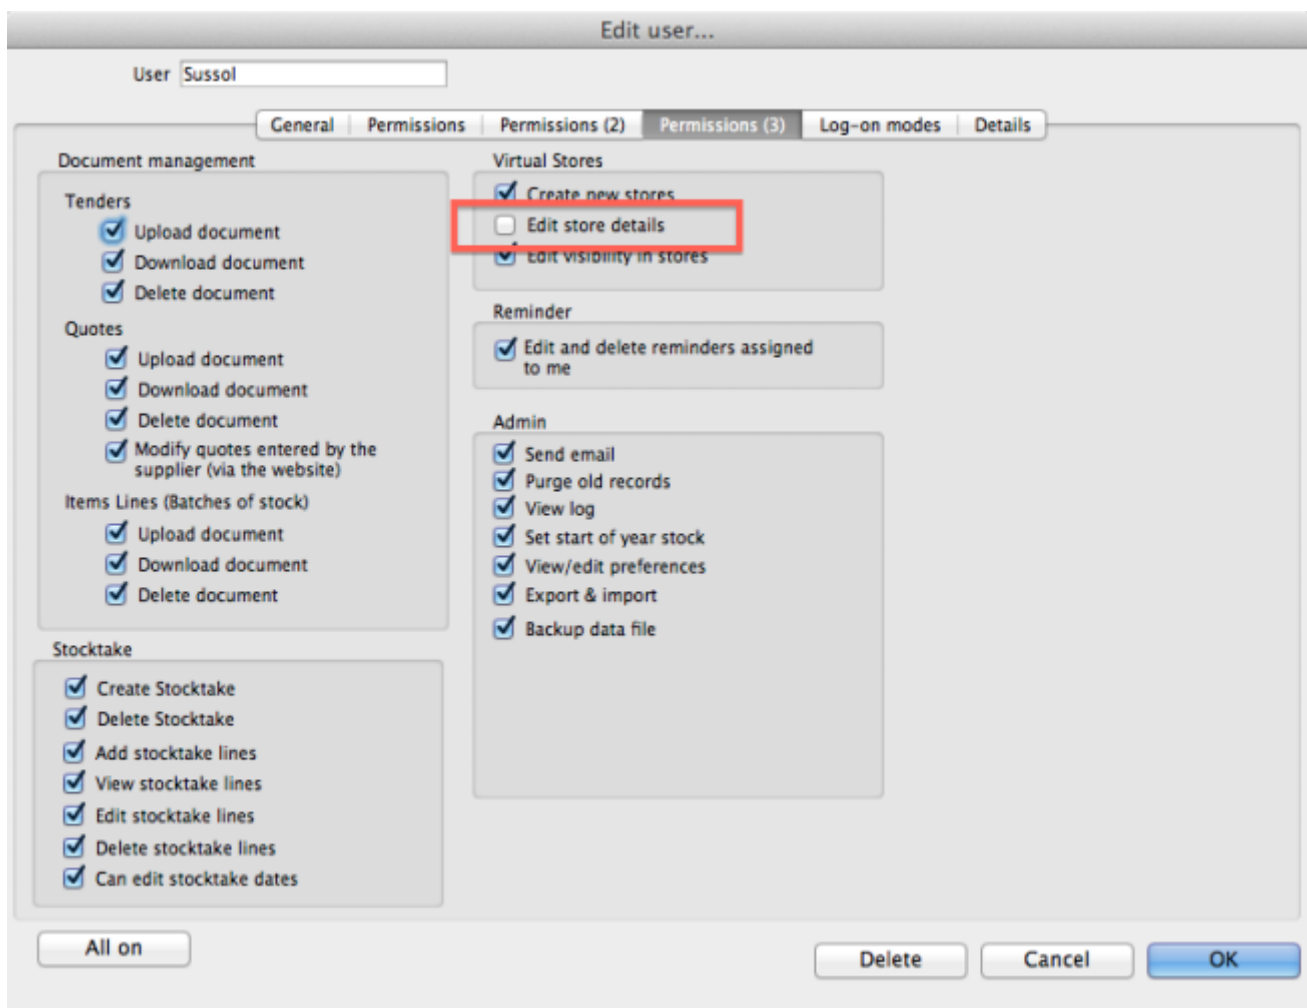 Edit user...
User Sussol
General Permissions Permissions (2) Permissions (3) Log-on modes Details
Document management
Tenders
Upload document
Download document
Delete document
Quotes
Upload document
Download document
Delete document
Modify quotes entered by the
supplier (via the website)
Items Lines (Batches of stock)
Upload document
Download document
Delete document
Stocktake
Create Stocktake
Delete Stocktake
Add stocktake lines
View stocktake lines
Edit stocktake lines
Delete stocktake lines
Can edit stocktake dates
Virtual Stores
Create new stores
Edit store details
Edit visibility in stores
Reminder
Edit and delete reminders assigned
to me
Admin
Send email
Purge old records
View log
Set start of year stock
View/edit preferences
Export & import
Backup data file
All on
Delete Cancel OK